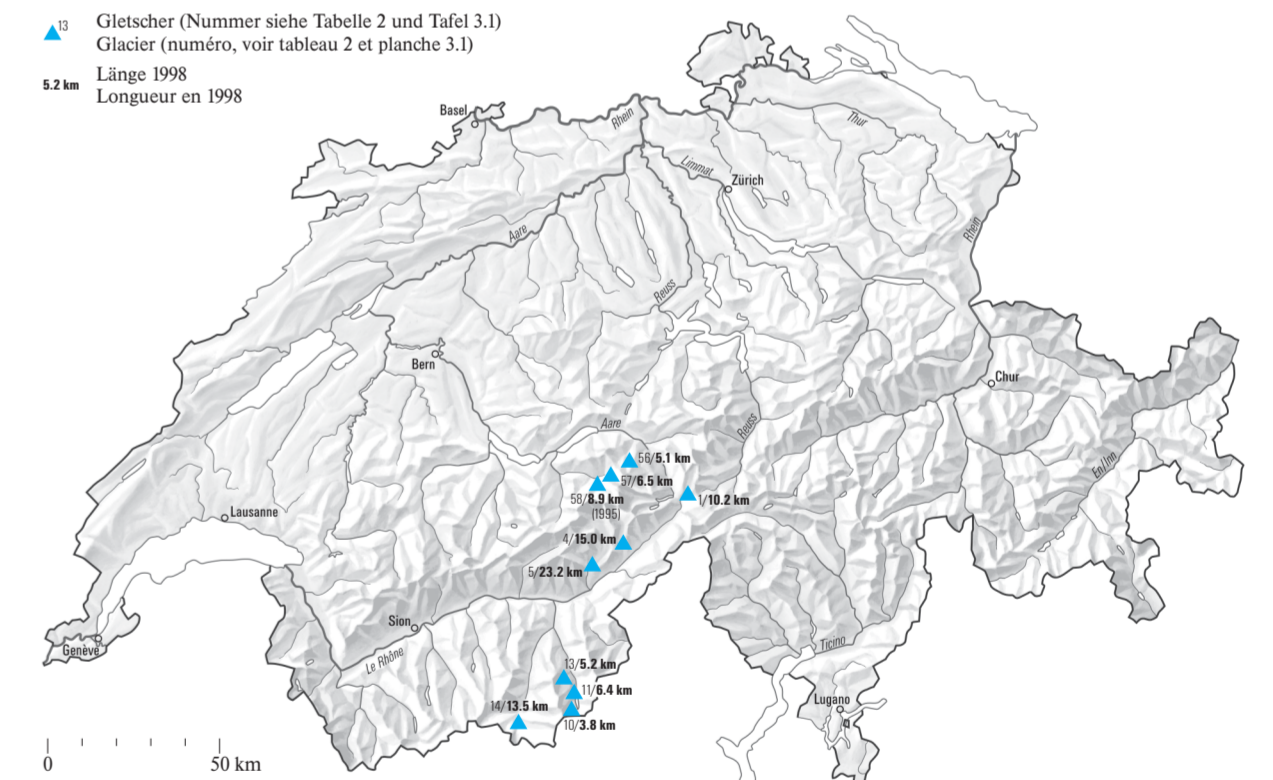 13
Gletscher (Nummer siehe Tabelle 2 und Tafel 3.1)
Glacier (numéro, voir tableau 2 et planche 3.1)
5.2 km
Länge 1998
Longueur en 1998
Basel
Rhein
Thur
Limmat
Zürich
Aare
Rhein
Reuss
Bern
Chur
Aare
Reuss
56/5.1 km
57/6.5 km
En/Inn
58/8.9 km
(1995)
1/10.2 km
Lausanne
4/15.0 km
5/23.2 km
Sion
Genève
Le Rhône
Ticino
13/5.2 km
11/6.4 km
14/13.5 km
10/3.8 km
Lugano
0
50 km